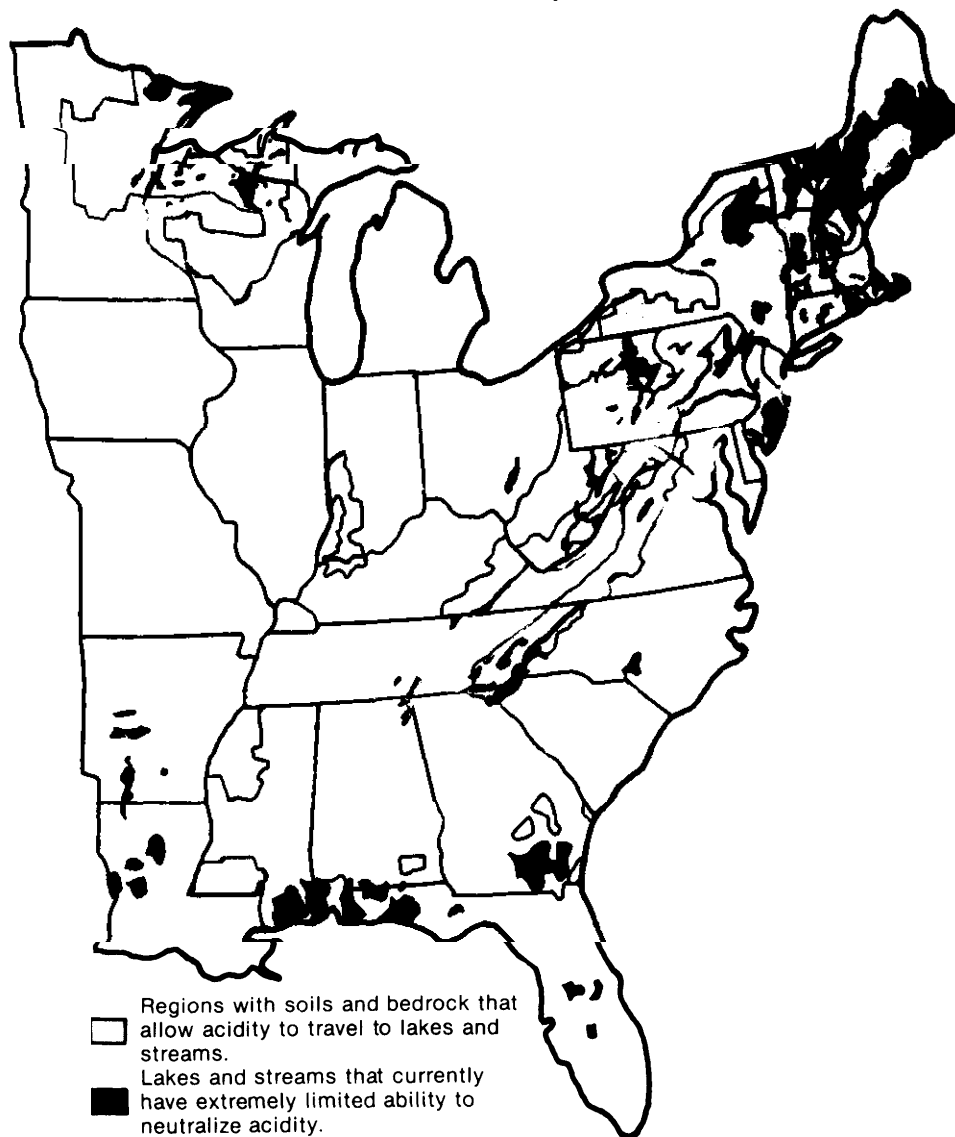 Regions with soils and bedrock that
allow acidity to travel to lakes and
streams.
Lakes and streams that currently
have extremely limited ability to
neutralize acidity.